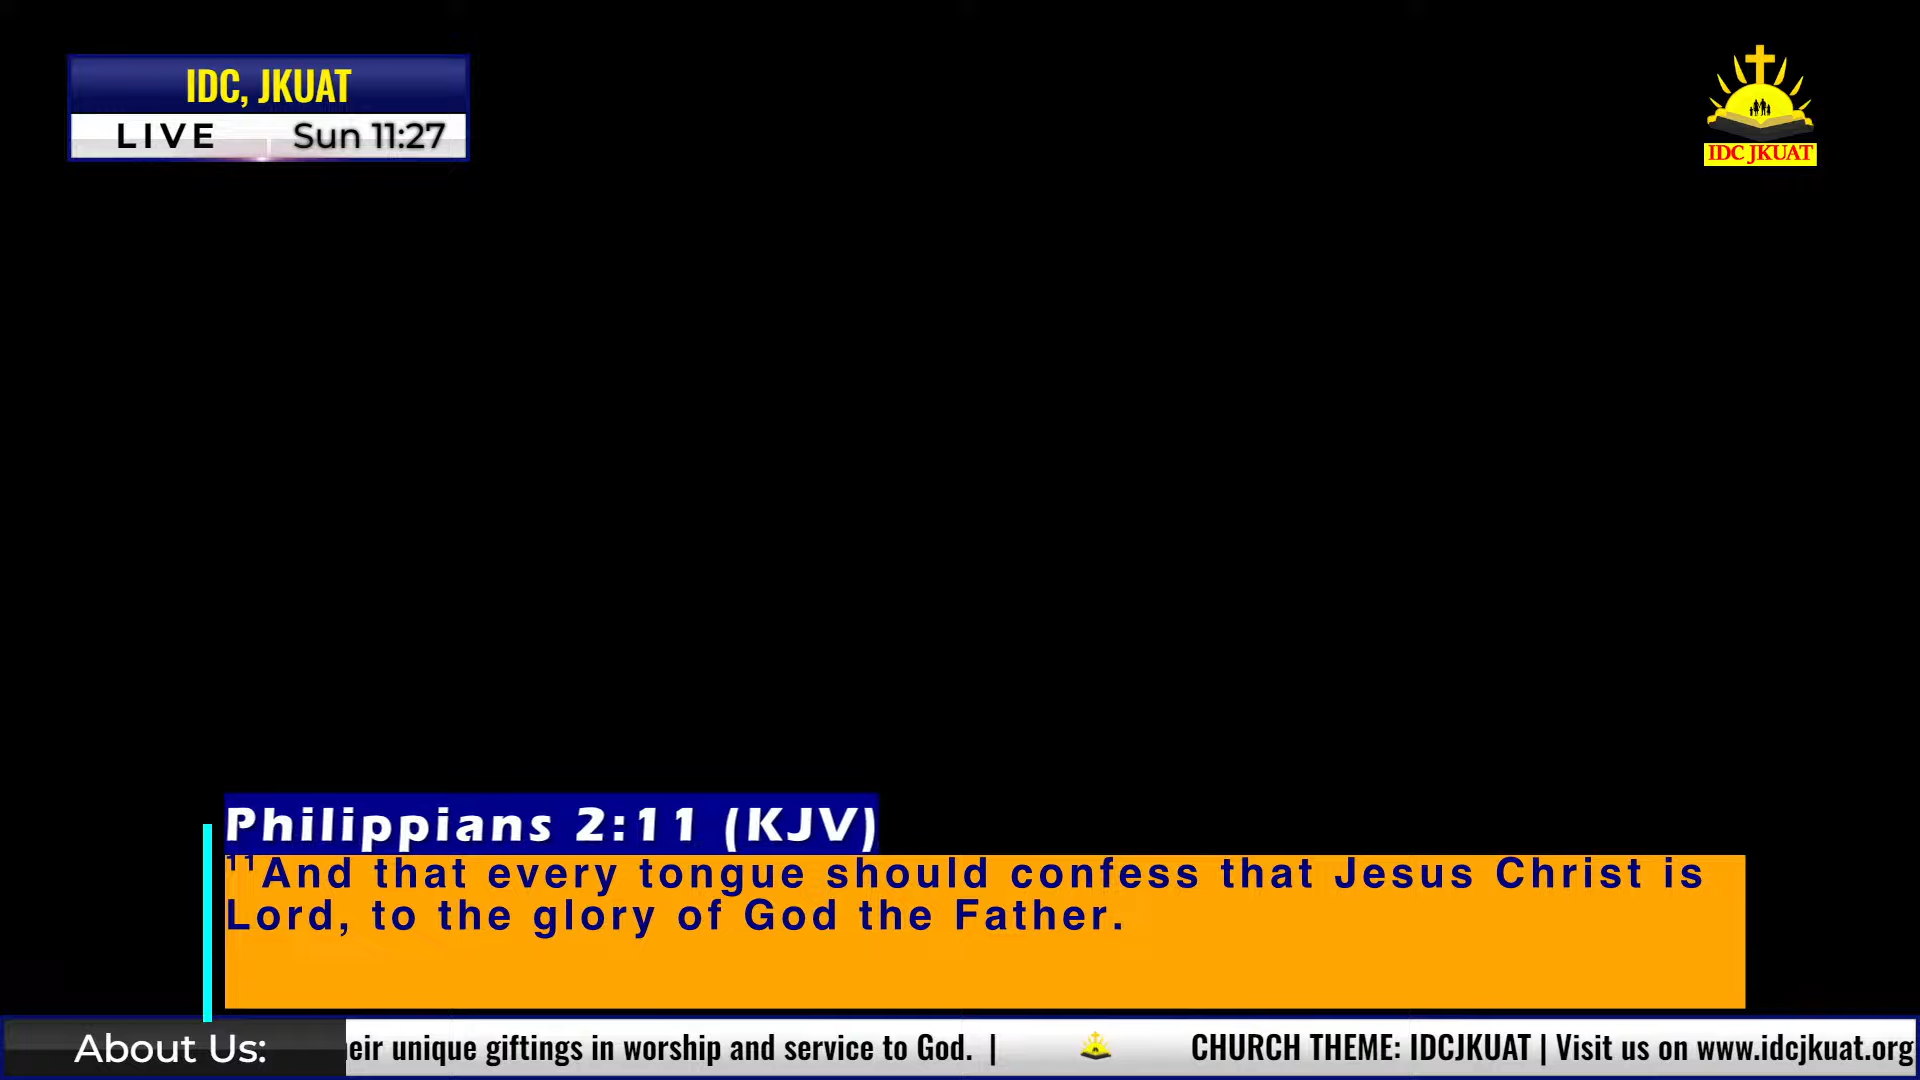 IDC, JKUAT
LIVE Sun 11:27
IDC JKUAT
Philippians 2:11 (KJV)
¹¹And that every tongue should confess that Jesus Christ is
Lord, to the glory of God the Father.
About Us: eir unique giftings in worship and service to God. | CHURCH THEME: IDCJKUAT | Visit us on www.idcjkuat.org